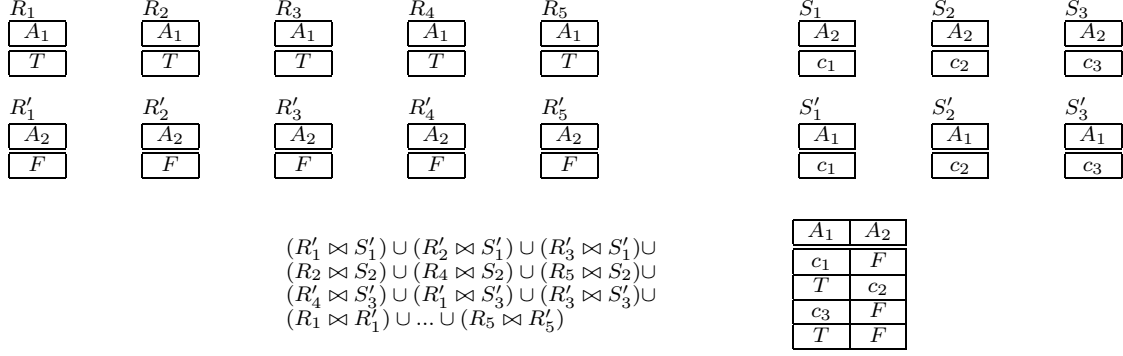 R₁ R₂ R₃ R₄ R₅ S₁ S₂ S₃
A₁ A₁ A₁ A₁ A₁ A₂ A₂ A₂
T T T T T c₁ c₂ c₃
R′₁ R′₂ R′₃ R′₄ R′₅ S′₁ S′₂ S′₃
A₂ A₂ A₂ A₂ A₂ A₁ A₁ A₁
F F F F F c₁ c₂ c₃
(R′₁ ⋈ S′₁) ∪ (R′₂ ⋈ S′₁) ∪ (R′₃ ⋈ S′₁)∪
(R₂ ⋈ S₂) ∪ (R₄ ⋈ S₂) ∪ (R₅ ⋈ S₂)∪
(R′₄ ⋈ S′₃) ∪ (R′₁ ⋈ S′₃) ∪ (R′₃ ⋈ S′₃)∪
(R₁ ⋈ R′₁) ∪ ... ∪ (R₅ ⋈ R′₅)
A₁ A₂
c₁ F
T c₂
c₃ F
T F